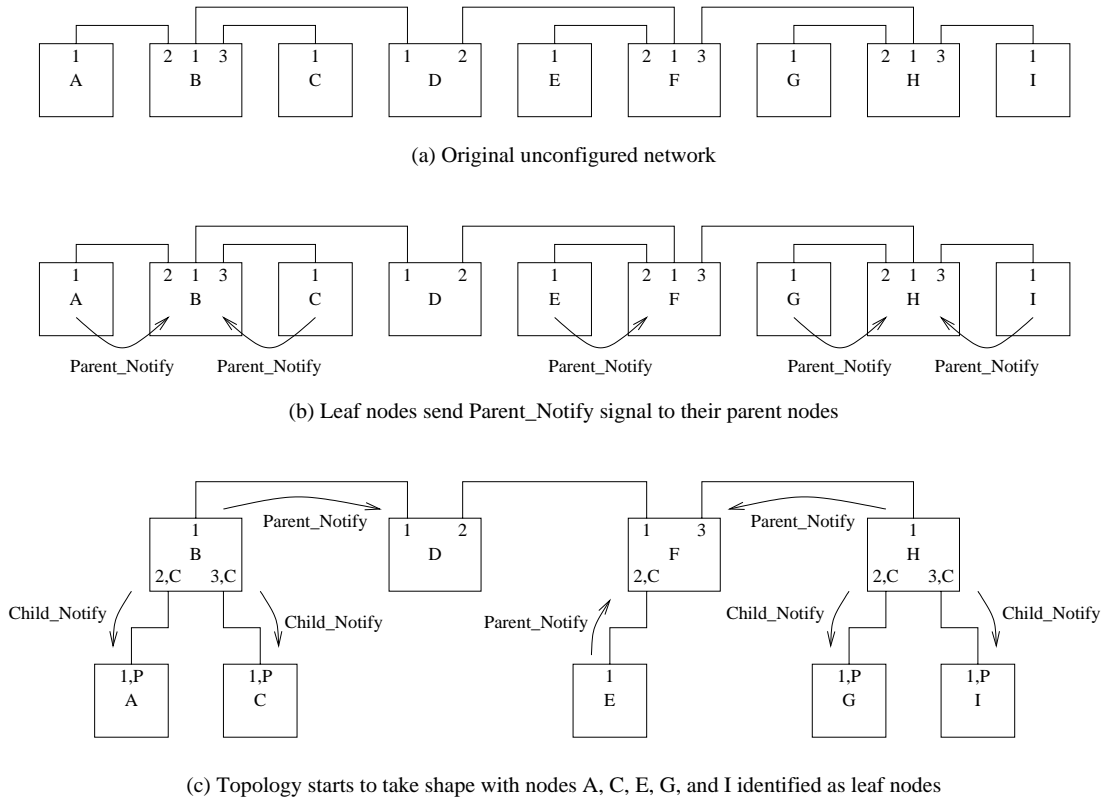 1 2 1 3 1 1 2 1 2 1 3 1 2 1 3 1
A B C D E F G H I
(a) Original unconfigured network
1 2 1 3 1 1 2 1 2 1 3 1 2 1 3 1
A B C D E F G H I
Parent_Notify Parent_Notify Parent_Notify Parent_Notify Parent_Notify
(b) Leaf nodes send Parent_Notify signal to their parent nodes
Parent_Notify Parent_Notify
1 1 2 1 3 1
B D F H
2,C 3,C 2,C 2,C 3,C
Child_Notify Child_Notify Parent_Notify Child_Notify Child_Notify
1,P 1,P 1 1,P 1,P
A C E G I
(c) Topology starts to take shape with nodes A, C, E, G, and I identified as leaf nodes